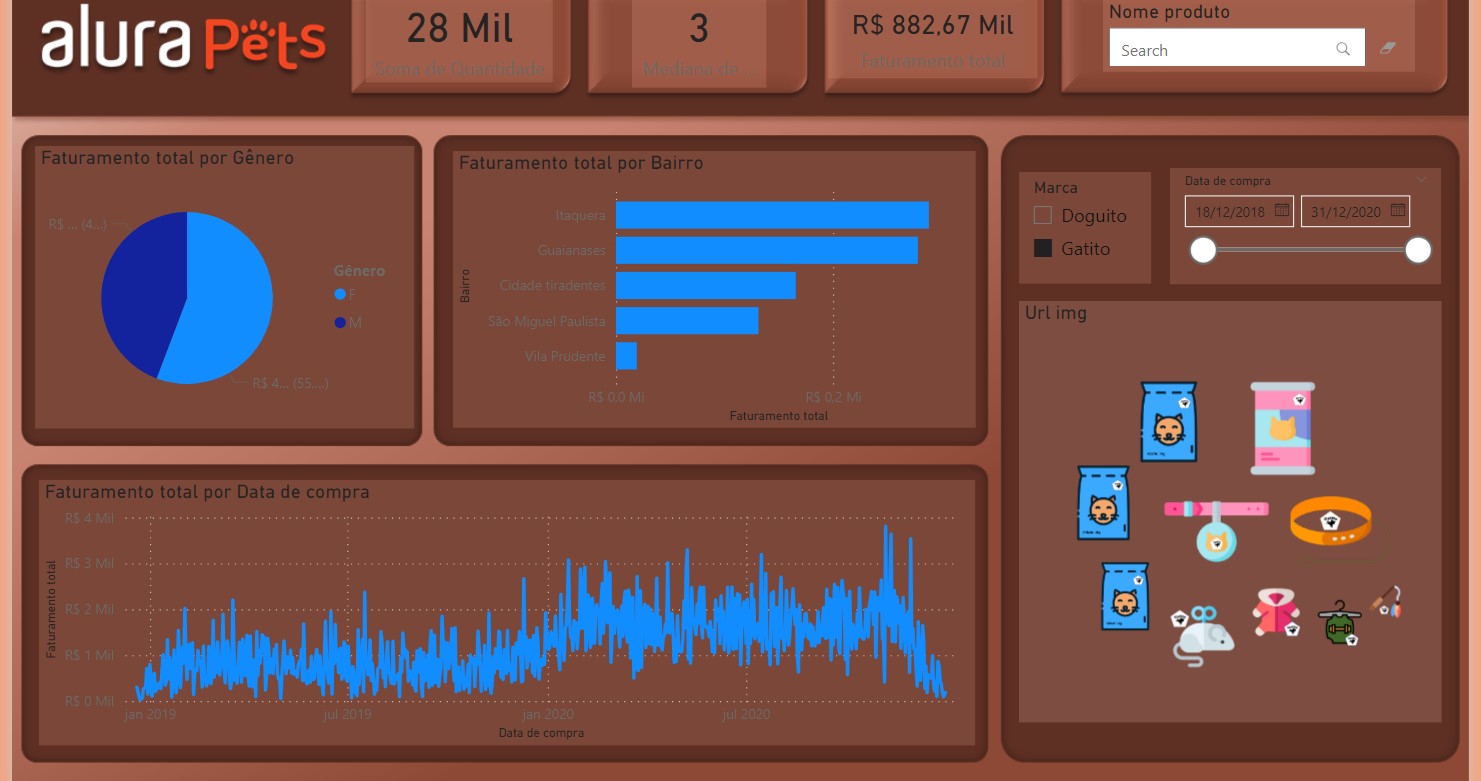 alura Pets
28 Mil
Soma de Quantidade
3
Mediana de ...
R$ 882,67 Mil
Faturamento total
Nome produto
Search
Faturamento total por Gênero
R$ ... (4...)
Gênero
F
M
R$ 4... (55,...)
Faturamento total por Bairro
Bairro
Itaquera
Guaianases
Cidade tiradentes
São Miguel Paulista
Vila Prudente
R$ 0,0 Mi
R$ 0,2 Mi
Faturamento total
Marca
Doguito
Gatito
Data de compra
18/12/2018
31/12/2020
Url img
Faturamento total por Data de compra
Faturamento total
R$ 4 Mil
R$ 3 Mil
R$ 2 Mil
R$ 1 Mil
R$ 0 Mil
jan 2019
jul 2019
jan 2020
jul 2020
Data de compra